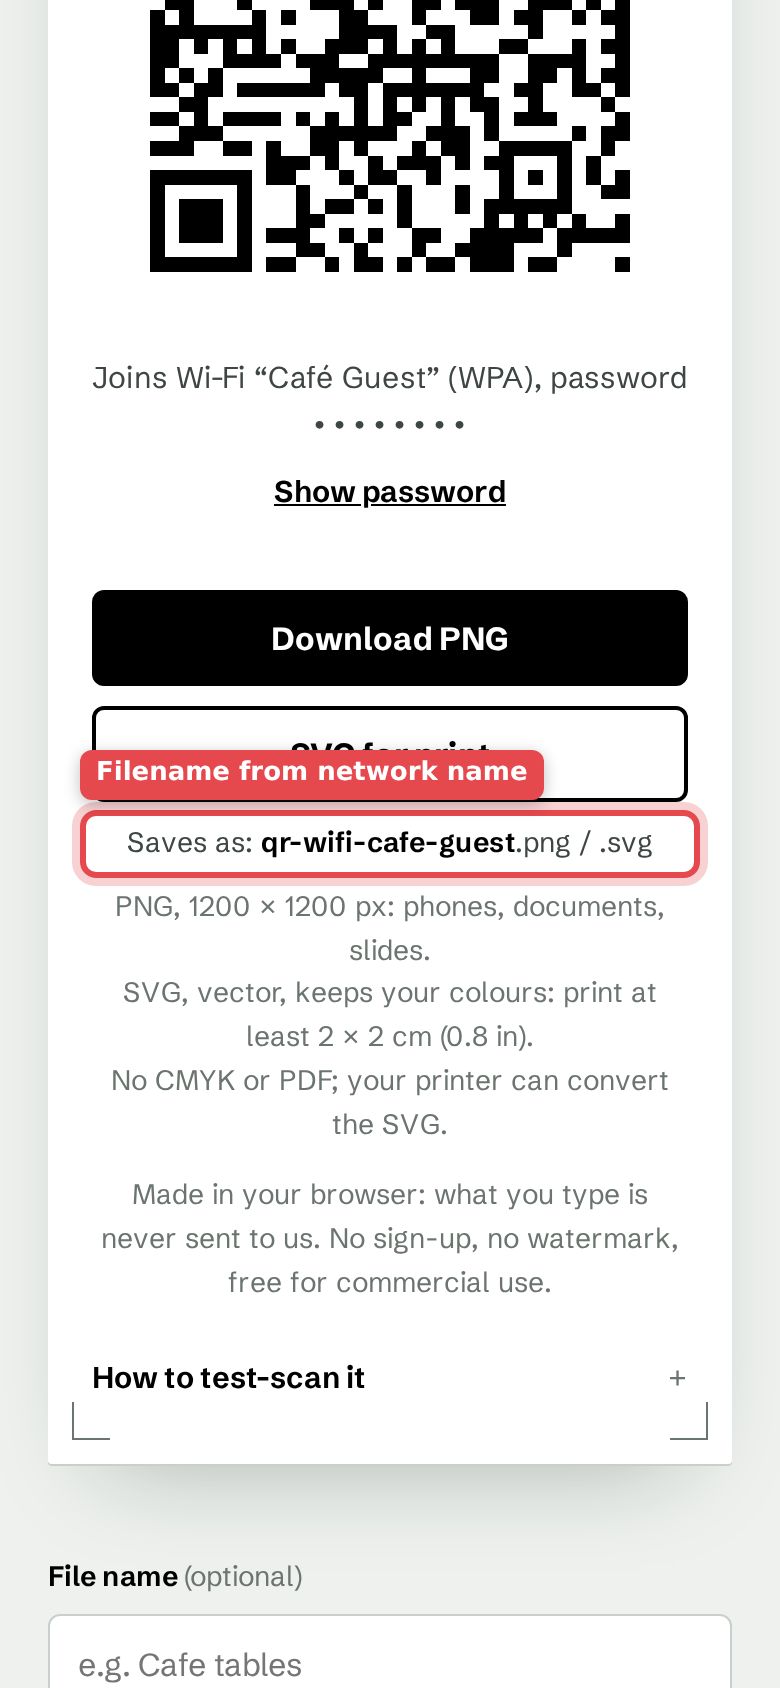 Joins Wi-Fi “Café Guest” (WPA), password
••••••••
Show password
Download PNG
SVG for print
Filename from network name
Saves as: qr-wifi-cafe-guest.png / .svg
PNG, 1200 × 1200 px: phones, documents,
slides.
SVG, vector, keeps your colours: print at
least 2 × 2 cm (0.8 in).
No CMYK or PDF; your printer can convert
the SVG.
Made in your browser: what you type is
never sent to us. No sign-up, no watermark,
free for commercial use.
How to test-scan it +
File name (optional)
e.g. Cafe tables